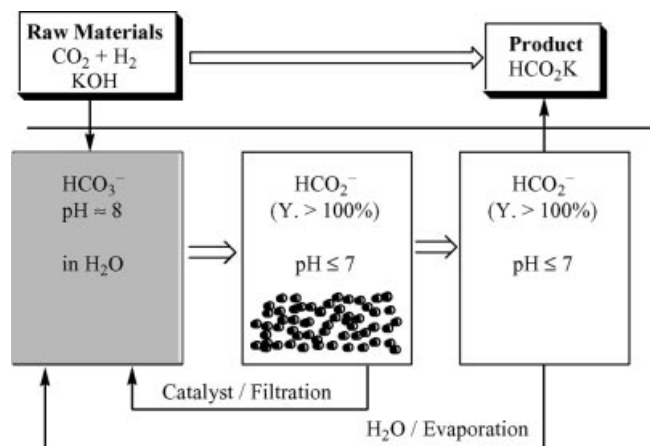 Raw Materials
CO₂ + H₂
KOH
Product
HCO₂K
HCO₃⁻
pH ≈ 8
in H₂O
HCO₂⁻
(Y. > 100%)
pH ≤ 7
HCO₂⁻
(Y. > 100%)
pH ≤ 7
Catalyst / Filtration
H₂O / Evaporation